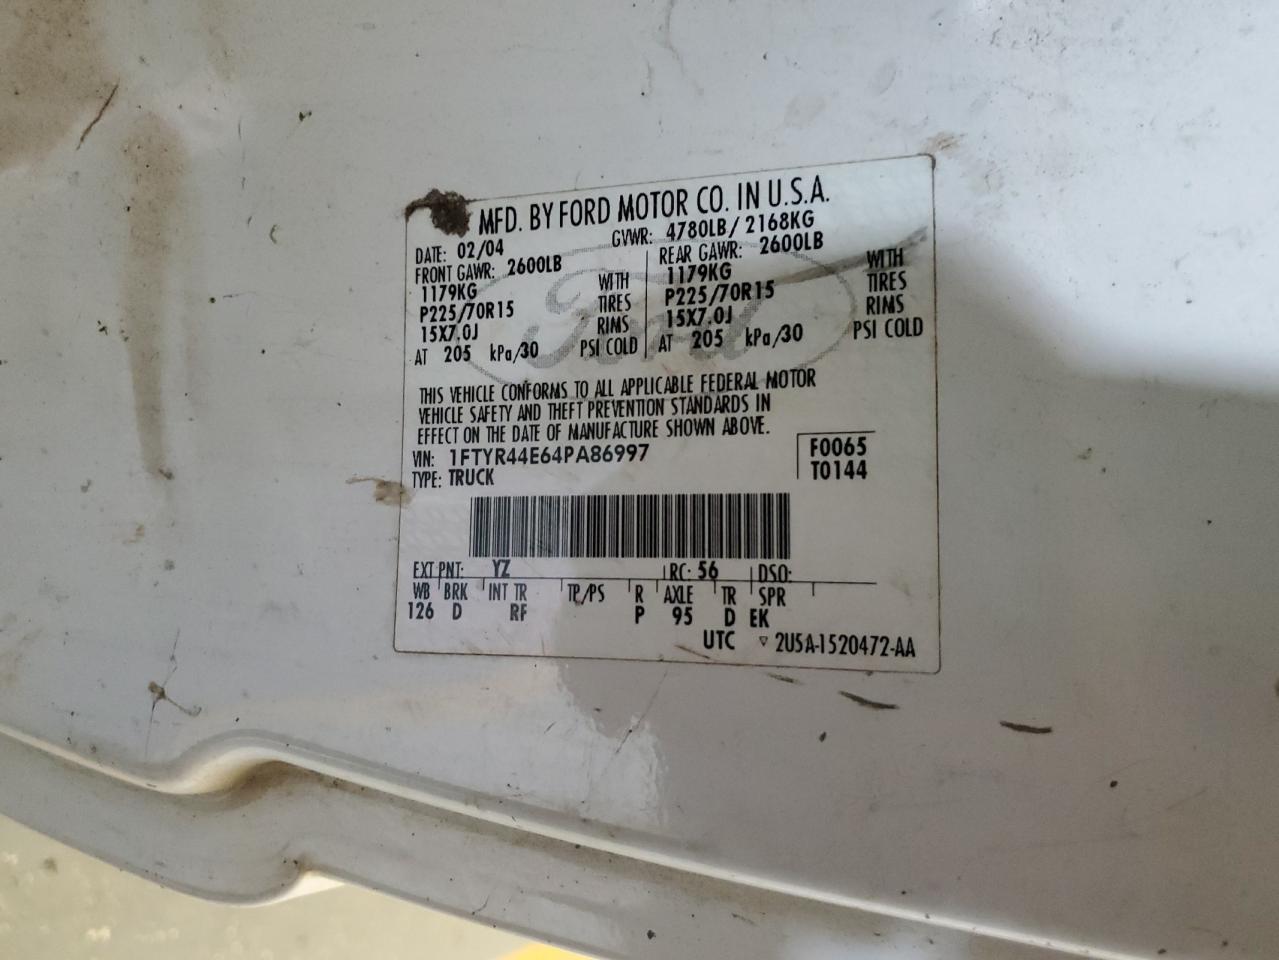 MFD. BY FORD MOTOR CO. IN U.S.A.
DATE: 02/04 GVWR: 4780LB/2168KG
FRONT GAWR: 2600LB REAR GAWR: 2600LB
1179KG WITH 1179KG WITH
P225/70R15 TIRES P225/70R15 TIRES
15X7.0J RIMS 15X7.0J RIMS
AT 205 kPa/30 PSI COLD AT 205 kPa/30 PSI COLD
Ford
THIS VEHICLE CONFORMS TO ALL APPLICABLE FEDERAL MOTOR
VEHICLE SAFETY AND THEFT PREVENTION STANDARDS IN
EFFECT ON THE DATE OF MANUFACTURE SHOWN ABOVE.
VIN: 1FTYR44E64PA86997 F0065
TYPE: TRUCK T0144
EXT PNT: YZ RC: 56 DSO:
WB BRK INT TR TP/PS R AXLE TR SPR
126 D RF P 95 D EK
UTC ▽ 2USA-1520472-AA